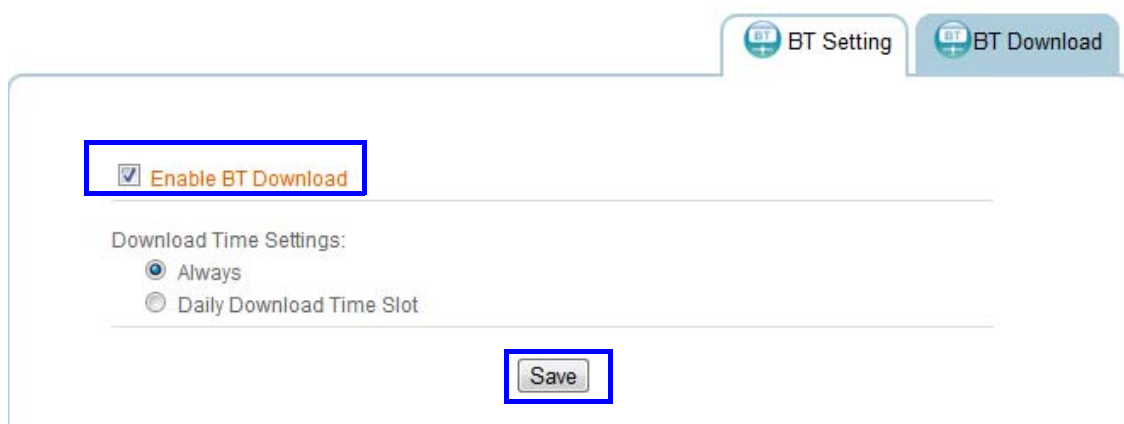 BT Setting
BT Download
Enable BT Download
Download Time Settings:
Always
Daily Download Time Slot
Save